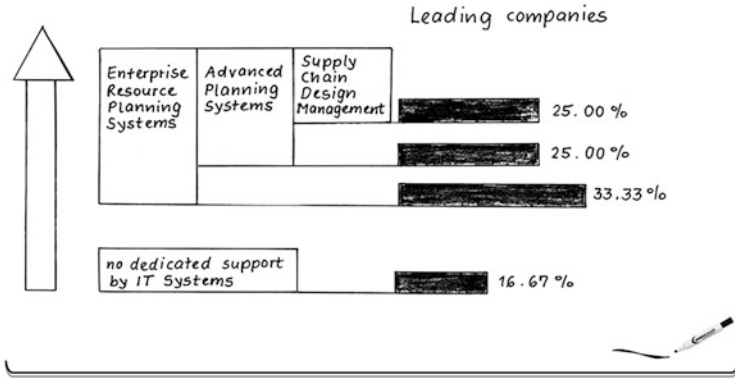 Leading companies
Enterprise
Resource
Planning
Systems
Advanced
Planning
Systems
Supply
Chain
Design
Management
25.00%
25.00%
33.33%
no dedicated support
by IT Systems
16.67%